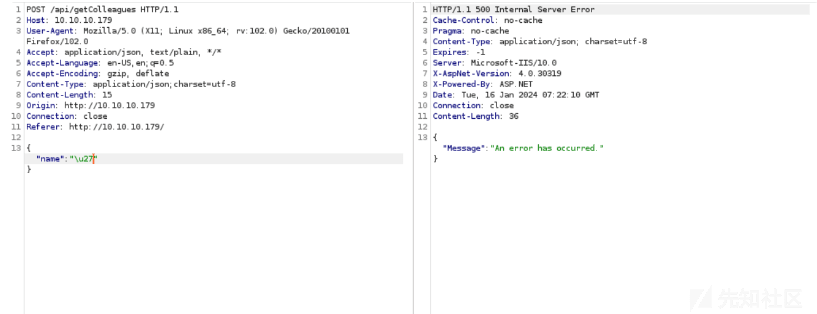 1 POST /api/getColleagues HTTP/1.1
2 Host: 10.10.10.179
3 User-Agent: Mozilla/5.0 (X11; Linux x86_64; rv:102.0) Gecko/20100101
Firefox/102.0
4 Accept: application/json, text/plain, */*
5 Accept-Language: en-US,en;q=0.5
6 Accept-Encoding: gzip, deflate
7 Content-Type: application/json;charset=utf-8
8 Content-Length: 15
9 Origin: http://10.10.10.179
10 Connection: close
11 Referer: http://10.10.10.179/
12
13 {
"name":"\u27"
}
1 HTTP/1.1 500 Internal Server Error
2 Cache-Control: no-cache
3 Pragma: no-cache
4 Content-Type: application/json; charset=utf-8
5 Expires: -1
6 Server: Microsoft-IIS/10.0
7 X-AspNet-Version: 4.0.30319
8 X-Powered-By: ASP.NET
9 Date: Tue, 16 Jan 2024 07:22:10 GMT
10 Connection: close
11 Content-Length: 36
12
13 {
"Message":"An error has occurred."
}
先知社区